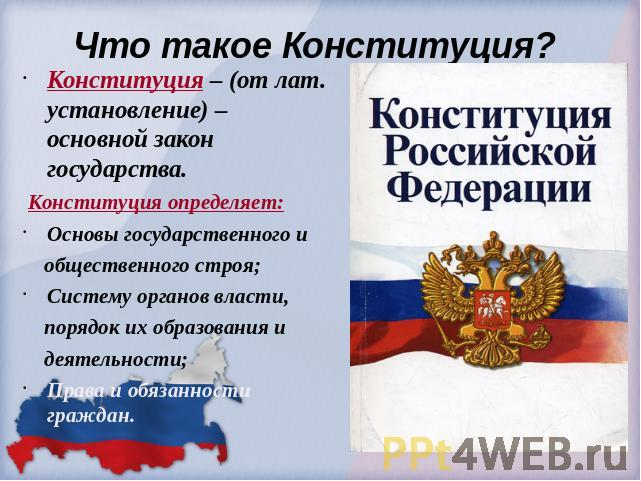 Что такое Конституция?
Конституция – (от лат.
установление) –
основной закон
государства.
Конституция определяет:
Основы государственного и
общественного строя;
Систему органов власти,
порядок их образования и
деятельности;
Права и обязанности
граждан.
Конституция
Российской
Федерации
PPt4WEB.ru